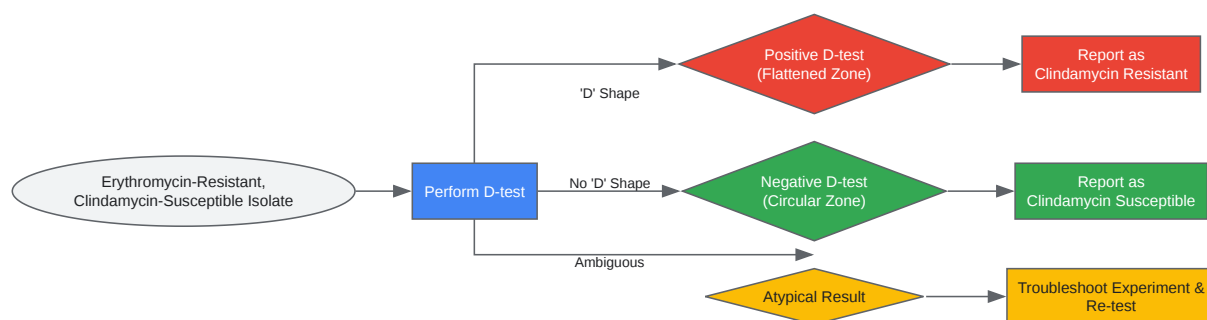 Erythromycin-Resistant,
Clindamycin-Susceptible Isolate
Perform D-test
'D' Shape
Positive D-test
(Flattened Zone)
Report as
Clindamycin Resistant
No 'D' Shape
Negative D-test
(Circular Zone)
Report as
Clindamycin Susceptible
Ambiguous
Atypical Result
Troubleshoot Experiment &
Re-test